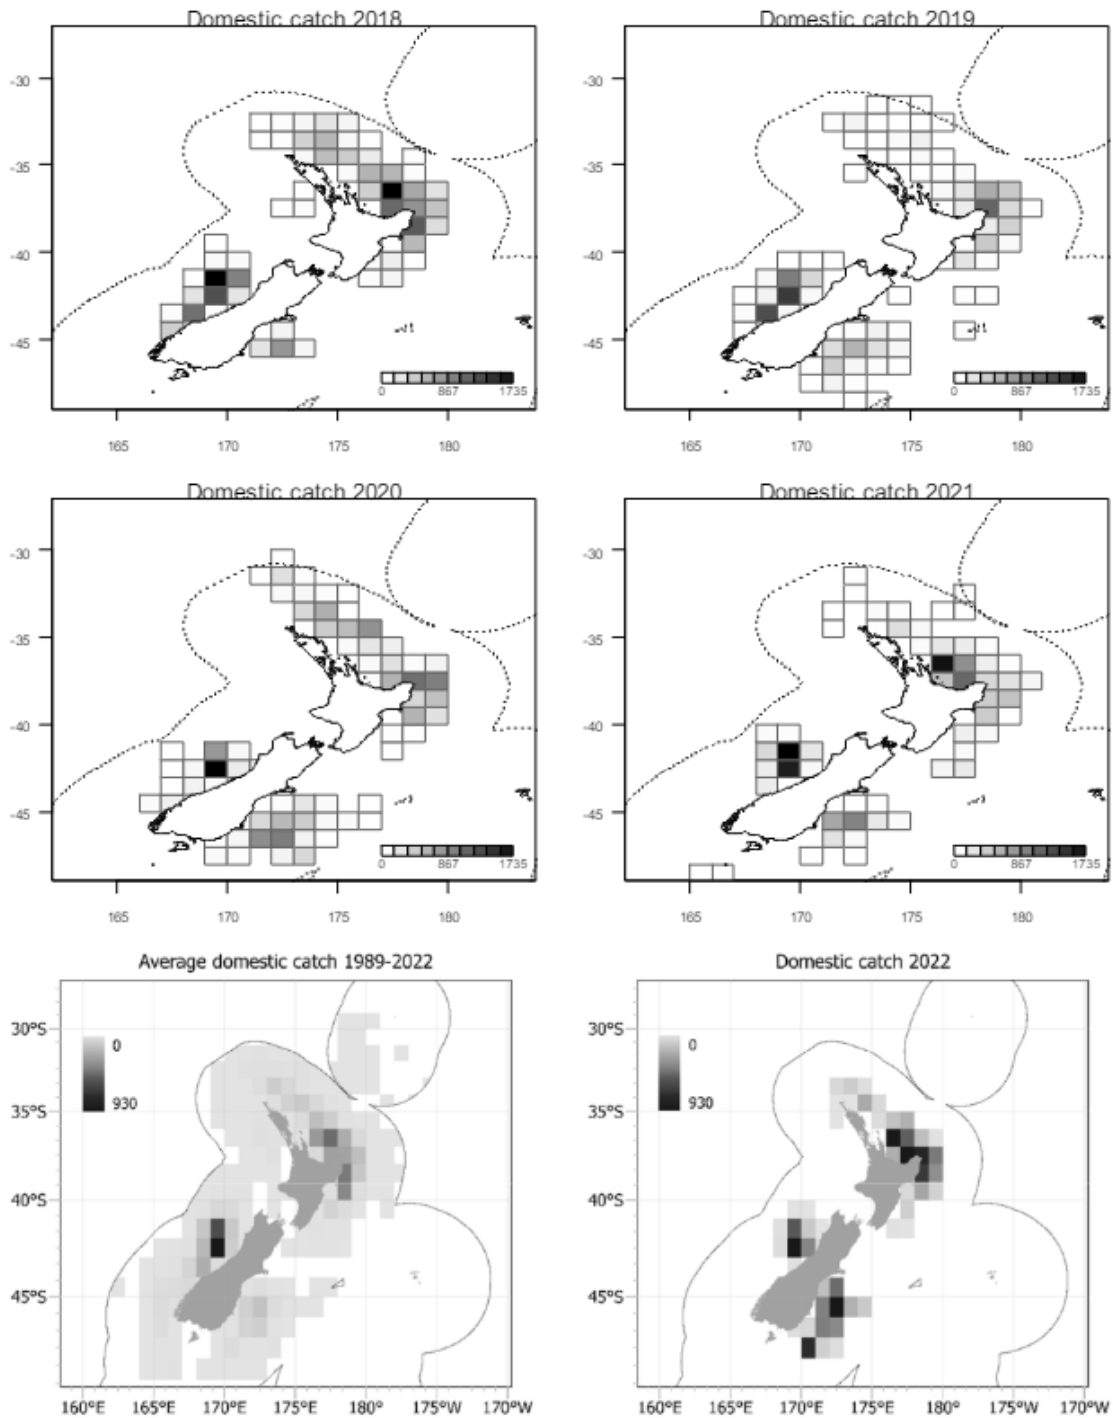 Domestic catch 2018
Domestic catch 2019
-30
-35
-40
-45
0 867 1735
165 170 175 180
-30
-35
-40
-45
0 867 1735
165 170 175 180
Domestic catch 2020
Domestic catch 2021
-30
-35
-40
-45
0 867 1735
165 170 175 180
-30
-35
-40
-45
0 867 1735
165 170 175 180
Average domestic catch 1989-2022
30°S
35°S
40°S
45°S
0
930
160°E 165°E 170°E 175°E 180°E 175°W 170°W
Domestic catch 2022
30°S
35°S
40°S
45°S
0
930
160°E 165°E 170°E 175°E 180°E 175°W 170°W